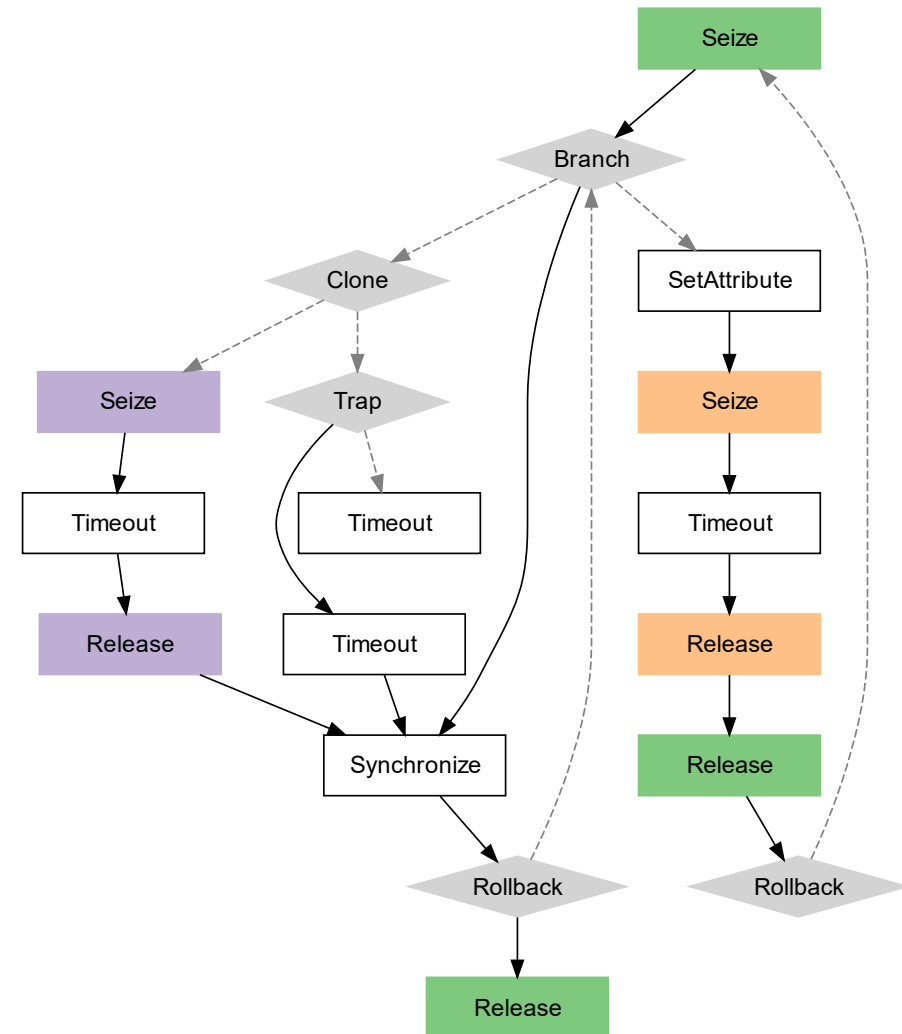 Seize
Branch
Clone
SetAttribute
Seize
Trap
Seize
Timeout
Timeout
Timeout
Release
Timeout
Release
Synchronize
Release
Rollback
Rollback
Release